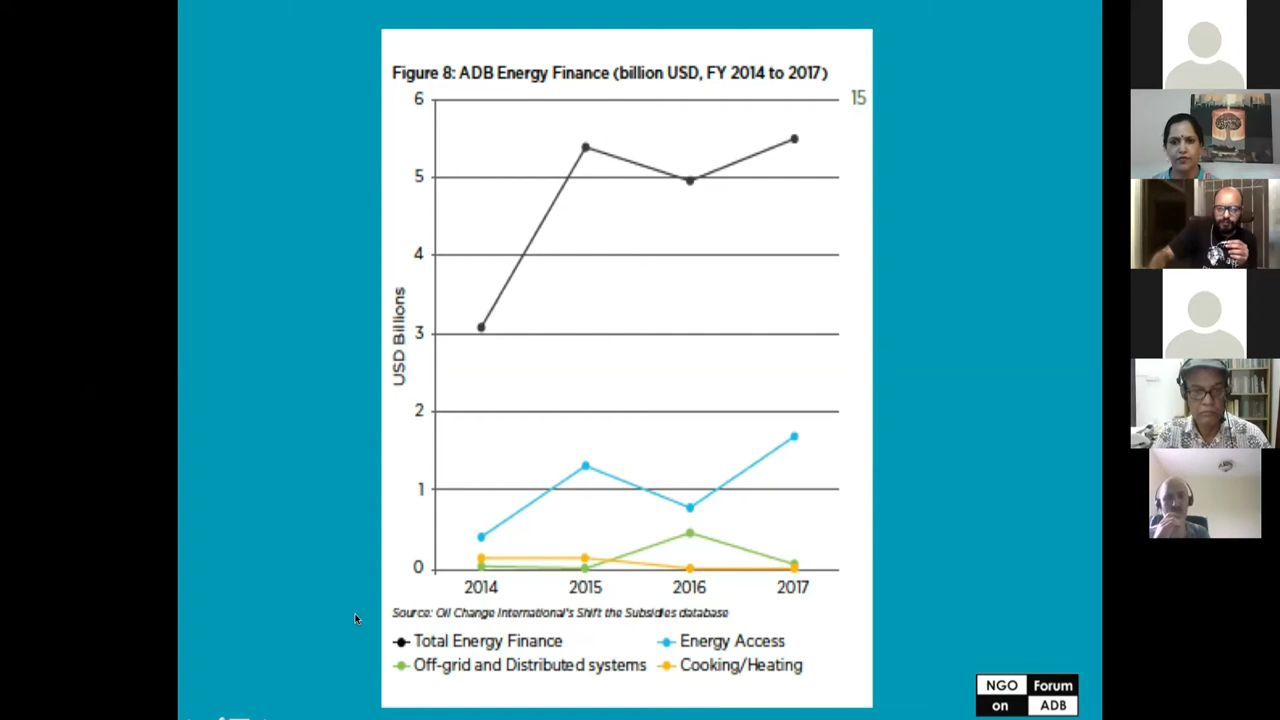 Figure 8: ADB Energy Finance (billion USD, FY 2014 to 2017)
15
6
5
4
3
2
1
0
USD Billions
2014 2015 2016 2017
Source: Oil Change International's Shift the Subsidies database
Total Energy Finance Energy Access
Off-grid and Distributed systems Cooking/Heating
NGO Forum
on ADB